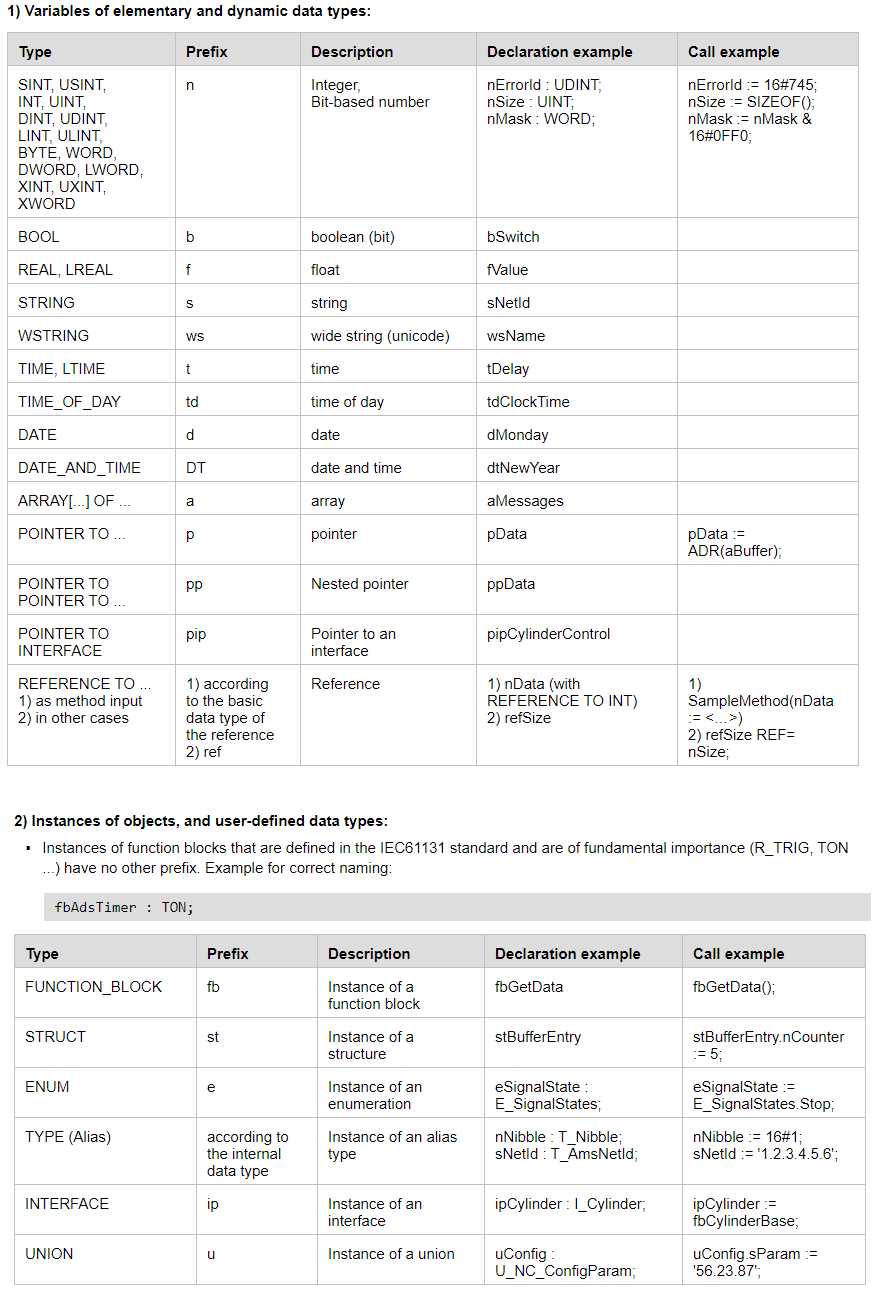 1) Variables of elementary and dynamic data types:
Type Prefix Description Declaration example Call example
SINT, USINT, n Integer, nErrorId : UDINT; nErrorId := 16#745;
INT, UINT, Bit-based number nSize : UINT; nSize := SIZEOF();
DINT, UDINT, nMask : WORD; nMask := nMask &
LINT, ULINT, 16#0FF0;
BYTE, WORD,
DWORD, LWORD,
XINT, UXINT,
XWORD
BOOL b boolean (bit) bSwitch
REAL, LREAL f float fValue
STRING s string sNetId
WSTRING ws wide string (unicode) wsName
TIME, LTIME t time tDelay
TIME_OF_DAY td time of day tdClockTime
DATE d date dMonday
DATE_AND_TIME DT date and time dtNewYear
ARRAY[...] OF ... a array aMessages
POINTER TO ... p pointer pData pData :=
ADR(aBuffer);
POINTER TO pp Nested pointer ppData
POINTER TO ...
POINTER TO pip Pointer to an pipCylinderControl
INTERFACE interface
REFERENCE TO ... 1) according Reference 1) nData (with 1)
1) as method input to the basic REFERENCE TO INT) SampleMethod(nData
2) in other cases data type of 2) refSize := <...>)
the reference 2) refSize REF=
2) ref nSize;
2) Instances of objects, and user-defined data types:
▪ Instances of function blocks that are defined in the IEC61131 standard and are of fundamental importance (R_TRIG, TON
...) have no other prefix. Example for correct naming:
fbAdsTimer : TON;
Type Prefix Description Declaration example Call example
FUNCTION_BLOCK fb Instance of a fbGetData fbGetData();
function block
STRUCT st Instance of a stBufferEntry stBufferEntry.nCounter
structure := 5;
ENUM e Instance of an eSignalState : eSignalState :=
enumeration E_SignalStates; E_SignalStates.Stop;
TYPE (Alias) according to Instance of an alias nNibble : T_Nibble; nNibble := 16#1;
the internal type sNetId : T_AmsNetId; sNetId := '1.2.3.4.5.6';
data type
INTERFACE ip Instance of an ipCylinder : I_Cylinder; ipCylinder :=
interface fbCylinderBase;
UNION u Instance of a union uConfig : uConfig.sParam :=
U_NC_ConfigParam; '56.23.87';